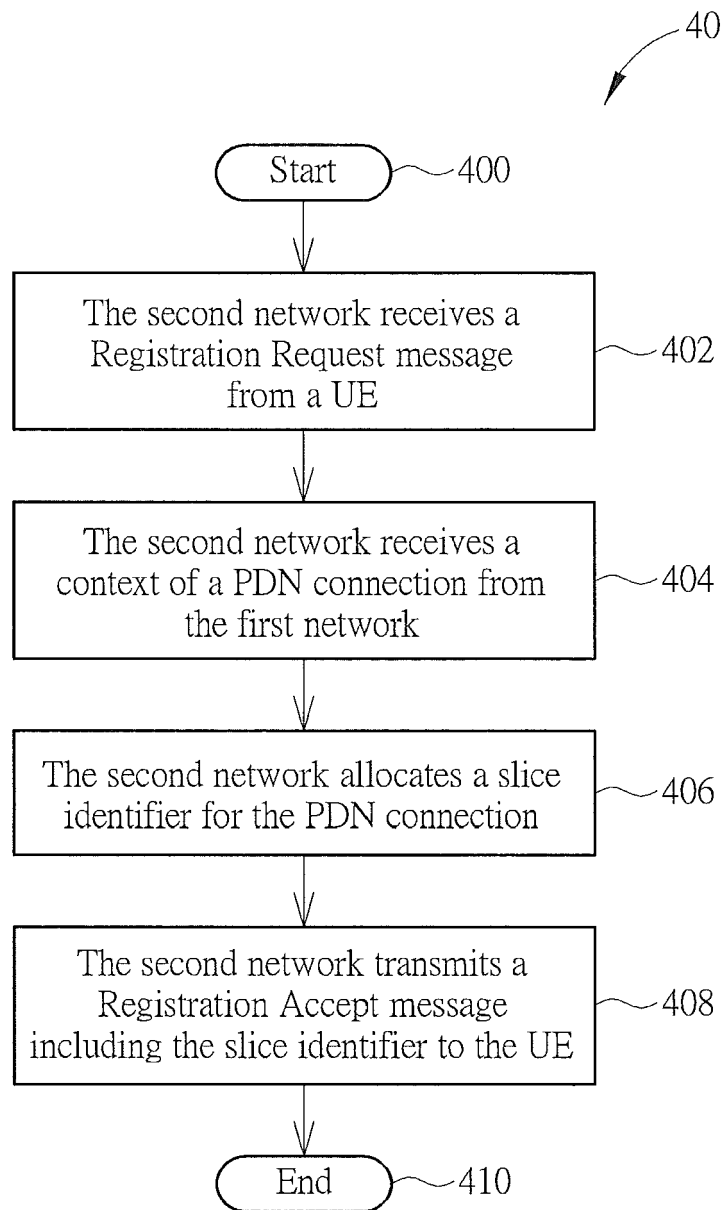 40
Start
400
The second network receives a
Registration Request message
from a UE
402
The second network receives a
context of a PDN connection from
the first network
404
The second network allocates a slice
identifier for the PDN connection
406
The second network transmits a
Registration Accept message
including the slice identifier to the UE
408
End
410